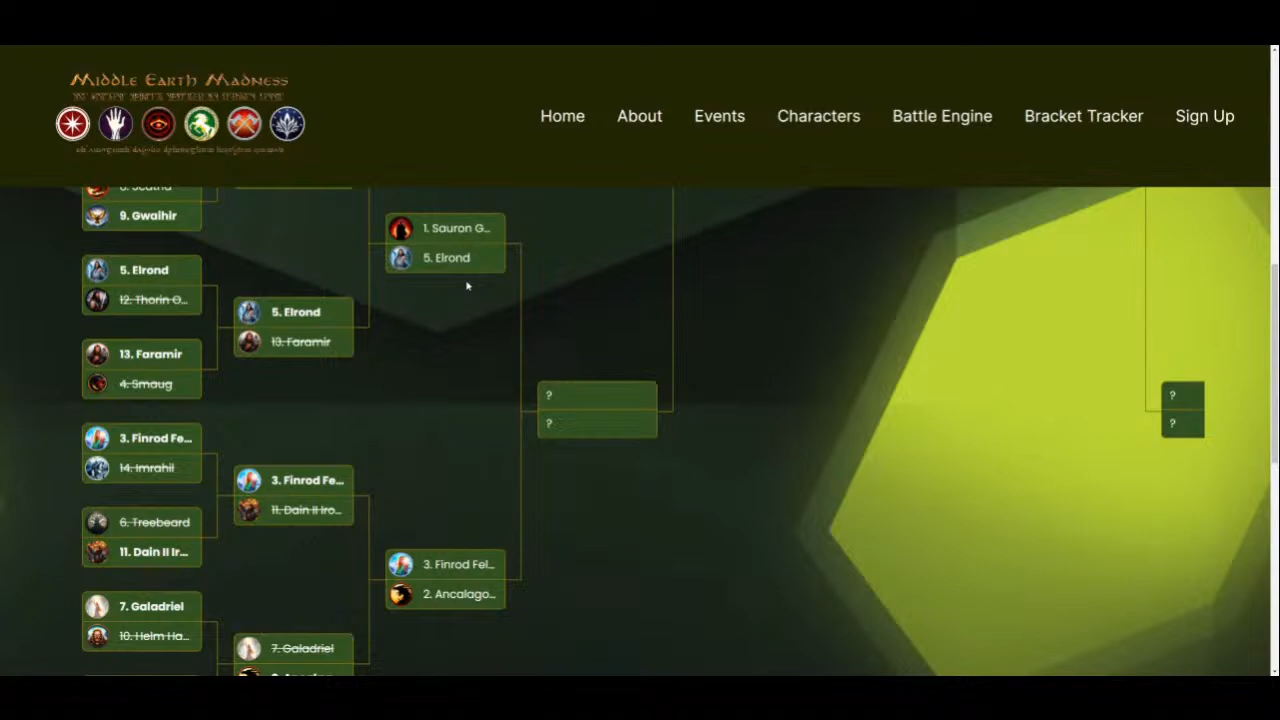 MIDDLE EARTH MADNESS
Home
About
Events
Characters
Battle Engine
Bracket Tracker
Sign Up
9. Gwaihir
5. Elrond
12. Thorin O...
13. Faramir
4. Smaug
3. Finrod Fe...
14. Imrahil
6. Treebeard
11. Dain II Ir...
7. Galadriel
10. Helm Ha...
5. Elrond
13. Faramir
3. Finrod Fe...
11. Dain II Iro...
7. Galadriel
1. Sauron G...
5. Elrond
3. Finrod Fel...
2. Ancalago...
?
?
?
?